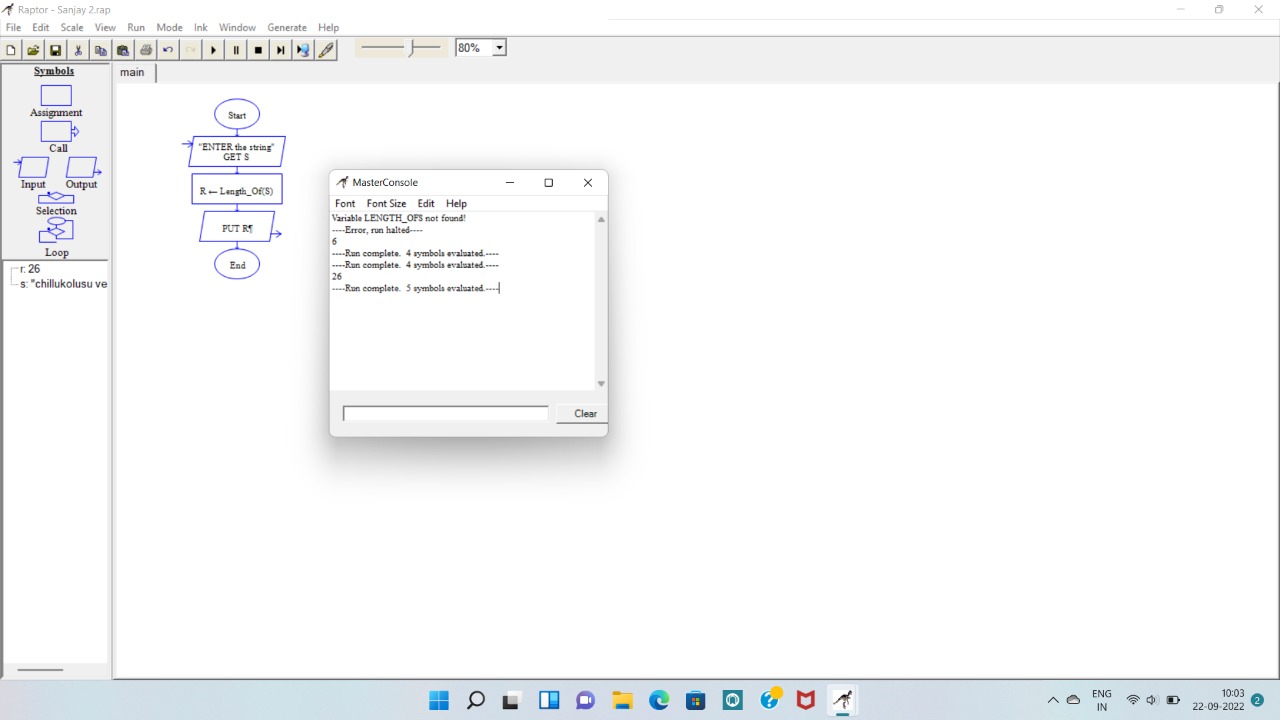 Raptor - Sanjay 2.rap
File Edit Scale View Run Mode Ink Window Generate Help
80%
Symbols
main
Assignment
Call
Input Output
Selection
Loop
r: 26
s: "chillukolusu ve
Start
"ENTER the string"
GET S
R ← Length_Of(S)
PUT R¶
End
MasterConsole
Font Font Size Edit Help
Variable LENGTH_OFS not found!
----Error, run halted----
6
----Run complete. 4 symbols evaluated.----
----Run complete. 4 symbols evaluated.----
26
----Run complete. 5 symbols evaluated.----
Clear
ENG
IN
10:03
22-09-2022
2